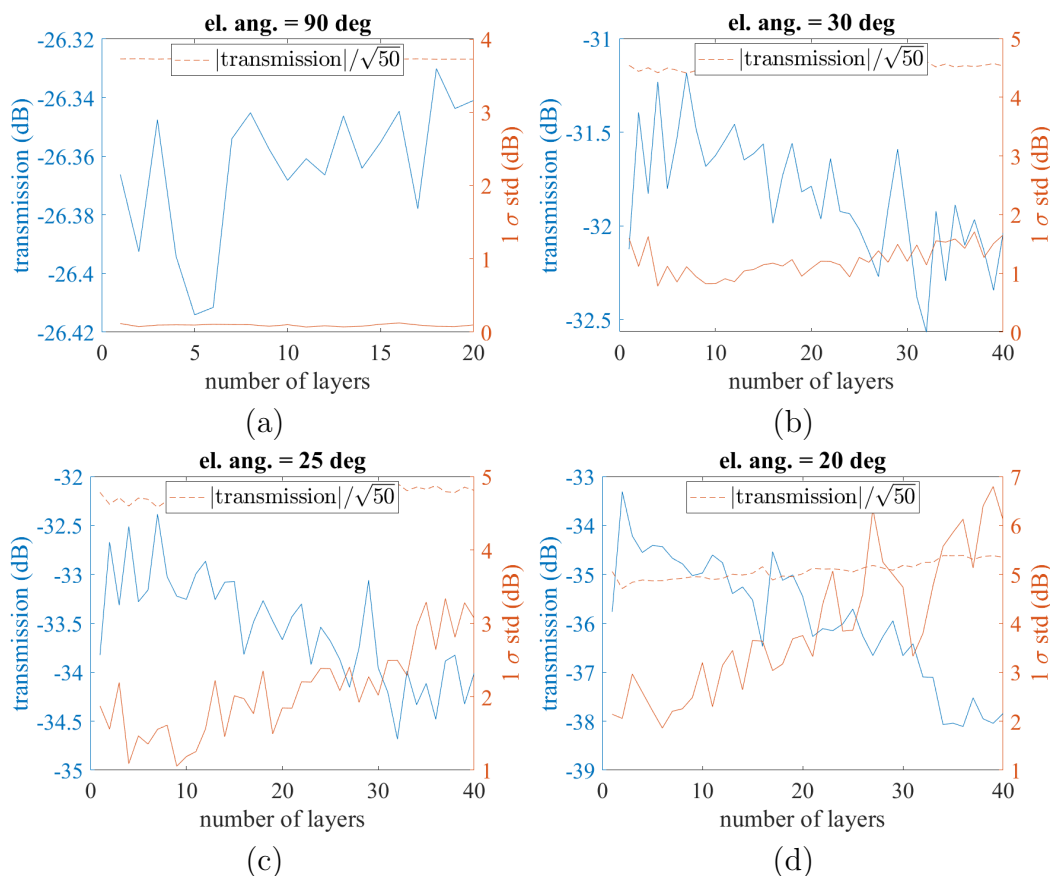 el. ang. = 90 deg
|transmission|/√50
transmission (dB)
-26.32
-26.34
-26.36
-26.38
-26.4
-26.42
4
3
2
1
0
1 σ std (dB)
0 5 10 15 20
number of layers
(a)
el. ang. = 30 deg
|transmission|/√50
transmission (dB)
-31
-31.5
-32
-32.5
5
4
3
2
1
0
1 σ std (dB)
0 10 20 30 40
number of layers
(b)
el. ang. = 25 deg
|transmission|/√50
transmission (dB)
-32
-32.5
-33
-33.5
-34
-34.5
-35
5
4
3
2
1
1 σ std (dB)
0 10 20 30 40
number of layers
(c)
el. ang. = 20 deg
|transmission|/√50
transmission (dB)
-33
-34
-35
-36
-37
-38
-39
7
6
5
4
3
2
1
1 σ std (dB)
0 10 20 30 40
number of layers
(d)